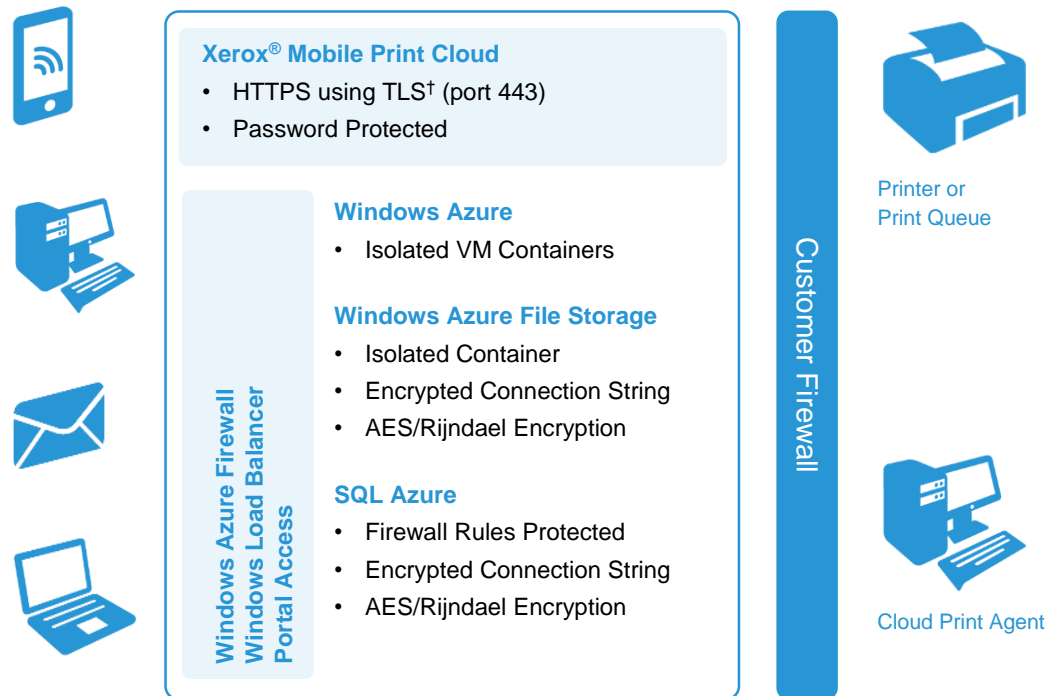 Xerox® Mobile Print Cloud
• HTTPS using TLS† (port 443)
• Password Protected
Windows Azure Firewall
Windows Load Balancer
Portal Access
Windows Azure
• Isolated VM Containers
Windows Azure File Storage
• Isolated Container
• Encrypted Connection String
• AES/Rijndael Encryption
SQL Azure
• Firewall Rules Protected
• Encrypted Connection String
• AES/Rijndael Encryption
Customer Firewall
Printer or
Print Queue
Cloud Print Agent